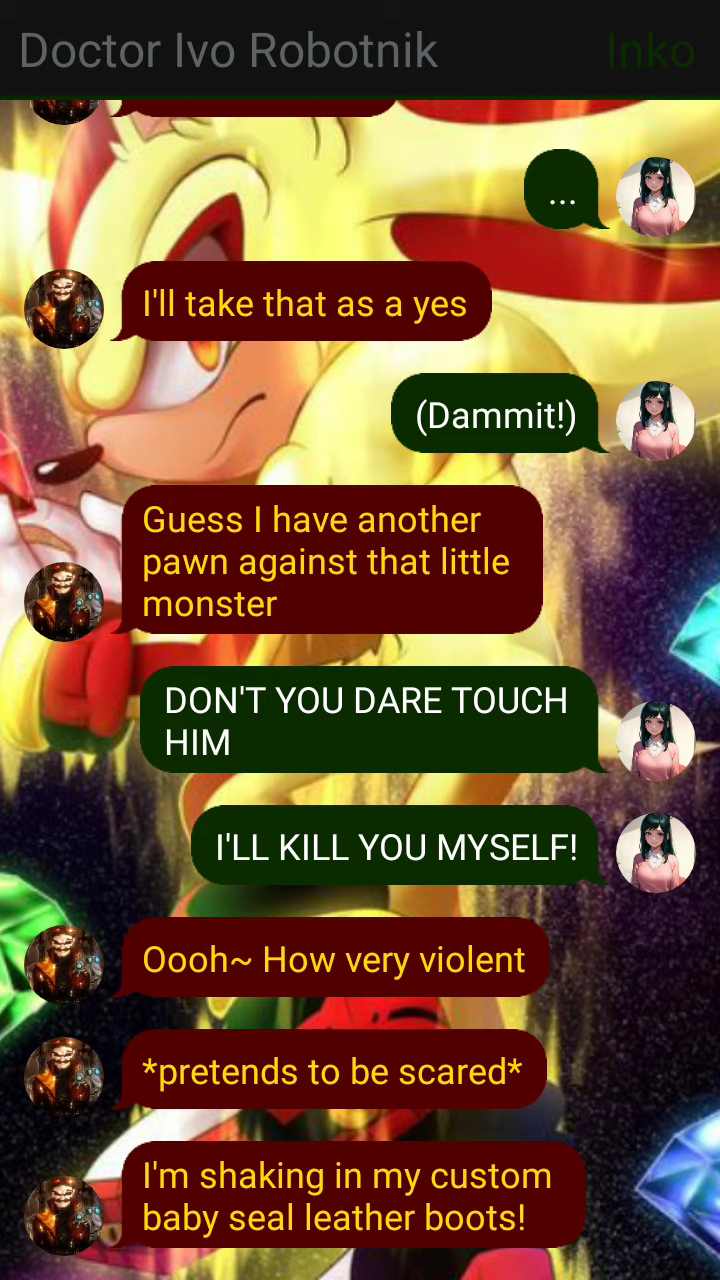 Doctor Ivo Robotnik
Inko
...
I'll take that as a yes
(Dammit!)
Guess I have another
pawn against that little
monster
DON'T YOU DARE TOUCH
HIM
I'LL KILL YOU MYSELF!
Oooh~ How very violent
*pretends to be scared*
I'm shaking in my custom
baby seal leather boots!